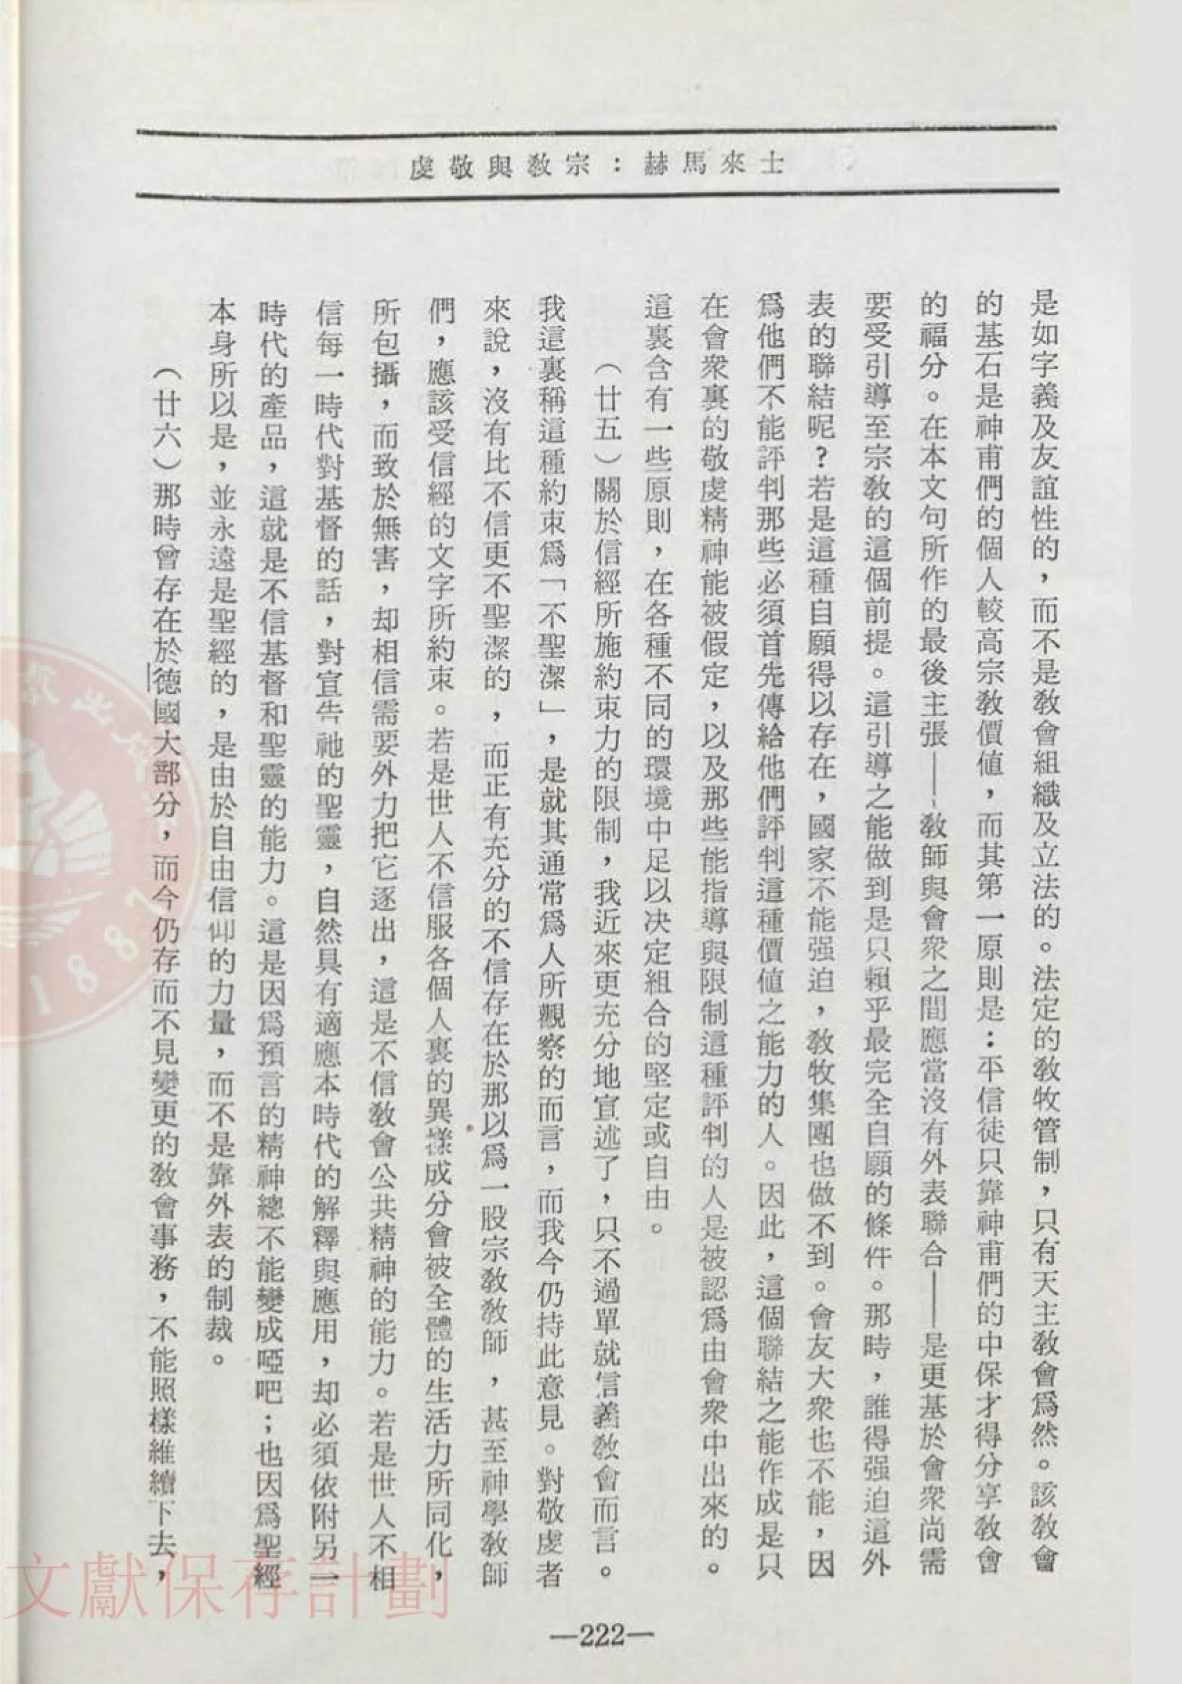 士來馬赫：宗教與敬虔
是如字義及友誼性的，而不是教會組織及立法的。法定的教牧管制，只有天主教會爲然。該教會
的基石是神甫們的個人較高宗教價值，而其第一原則是：平信徒只靠神甫們的中保才得分享教會
的福分。在本文句所作的最後主張——教師與會衆之間應當沒有外表聯合——是更基於會衆尚需
要受引導至宗教的這個前提。這引導之能做到是只賴乎最完全自願的條件。那時，誰得强迫這外
表的聯結呢？若是這種自願得以存在，國家不能强迫，教牧集團也做不到。會友大衆也不能，因
爲他們不能評判那些必須首先傳給他們評判這種價值之能力的人。因此，這個聯結之能作成是只
在會衆裏的敬虔精神能被假定，以及那些能指導與限制這種評判的人是被認爲由會衆中出來的。
這裏含有一些原則，在各種不同的環境中足以決定組合的堅定或自由。
（廿五）關於信經所施約束力的限制，我近來更充分地宣述了，只不過單就信義教會而言。
我這裏稱這種約束爲「不聖潔」，是就其通常爲人所觀察的而言，而我今仍持此意見。對敬虔者
來說，沒有比不信更不聖潔的，而正有充分的不信存在於那以爲一股宗教教師，甚至神學教師
們，應該受信經的文字所約束。若是世人不信服各個人裏的異樣成分會被全體的生活力所同化，
所包攝，而致於無害，却相信需要外力把它逐出，這是不信教會公共精神的能力。若是世人不相
信每一時代對基督的話，對宣告祂的聖靈，自然具有適應本時代的解釋與應用，却必須依附另一
時代的產品，這就是不信基督和聖靈的能力。這是因爲預言的精神總不能變成啞吧；也因爲聖經
本身所以是，並永遠是聖經的，是由於自由信仰的力量，而不是靠外表的制裁。
（廿六）那時會存在於德國大部分，而今仍存而不見變更的教會事務，不能照樣維續下去，
—222—
文獻保存計劃
1882